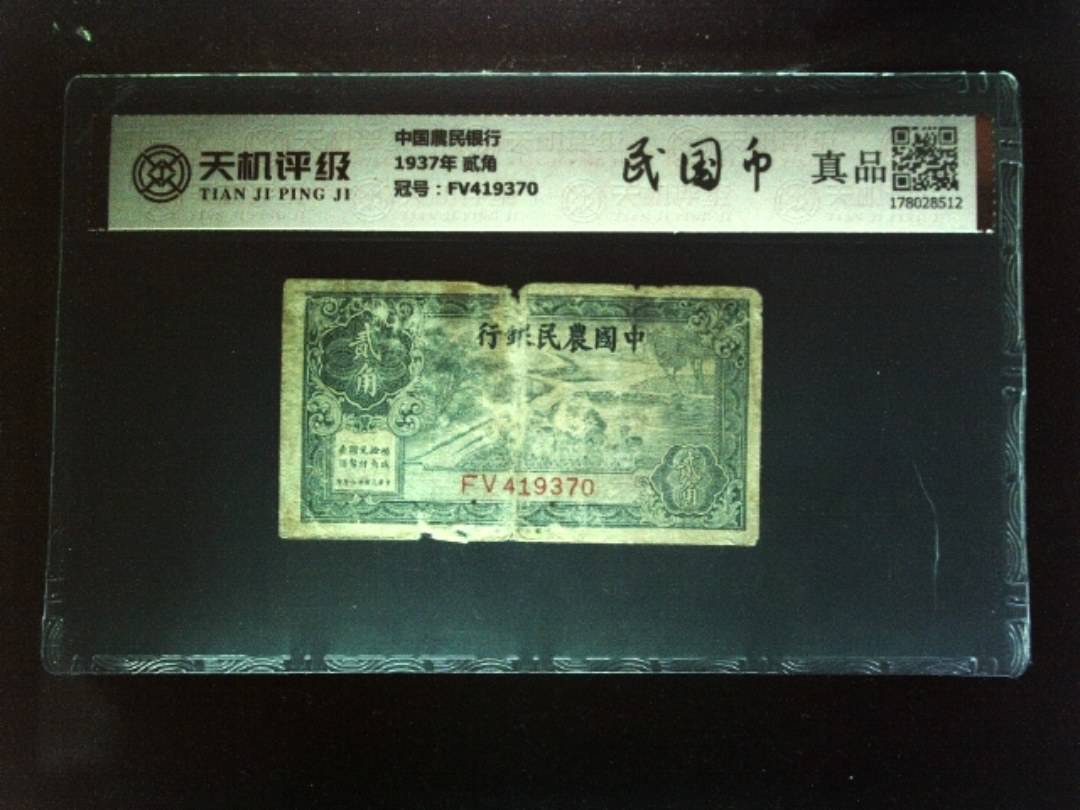 天机评级
TIAN JI PING JI
中国農民银行
1937年 贰角
冠号：FV419370
民国币
真品
178028512
行銀民農國中
貳角
FV419370
貳角